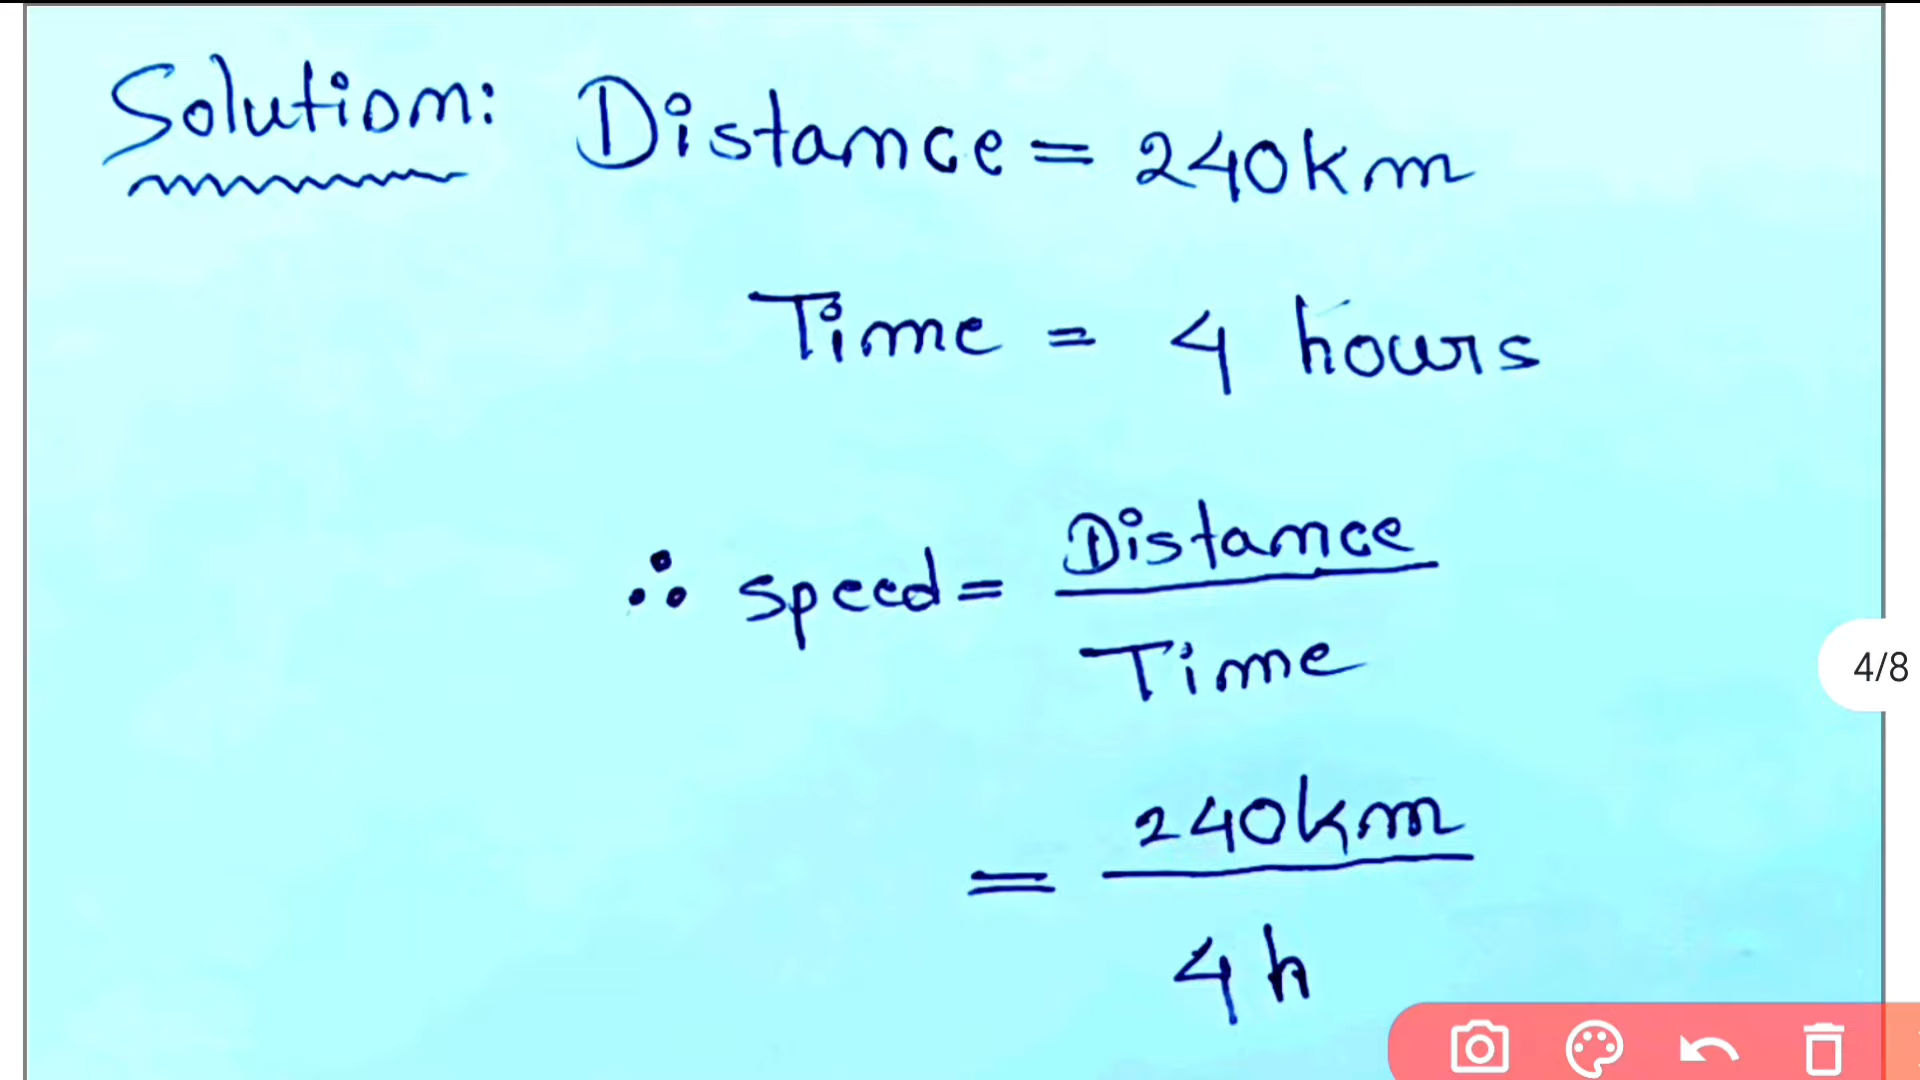 Solution: Distance = 240km
Time = 4 hours
∴ speed = Distance
Time
4/8
= 240km
4h